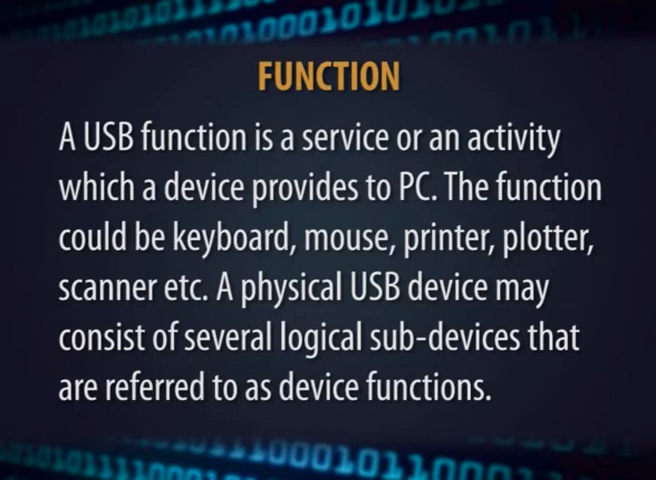 FUNCTION
A USB function is a service or an activity
which a device provides to PC. The function
could be keyboard, mouse, printer, plotter,
scanner etc. A physical USB device may
consist of several logical sub-devices that
are referred to as device functions.